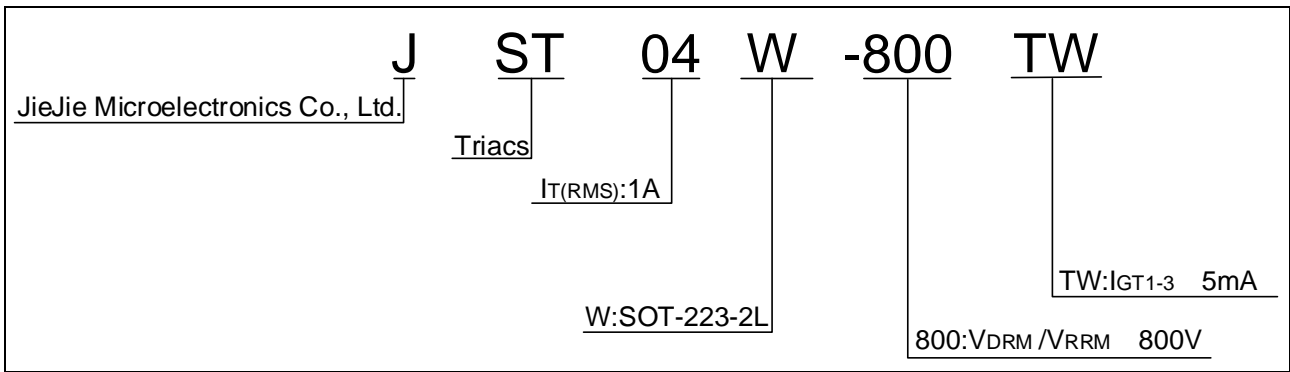 J ST 04 W -800 TW
JieJie Microelectronics Co., Ltd.
Triacs
IT(RMS):1A
TW:IGT1-3 5mA
W:SOT-223-2L
800:VDRM /VRRM 800V